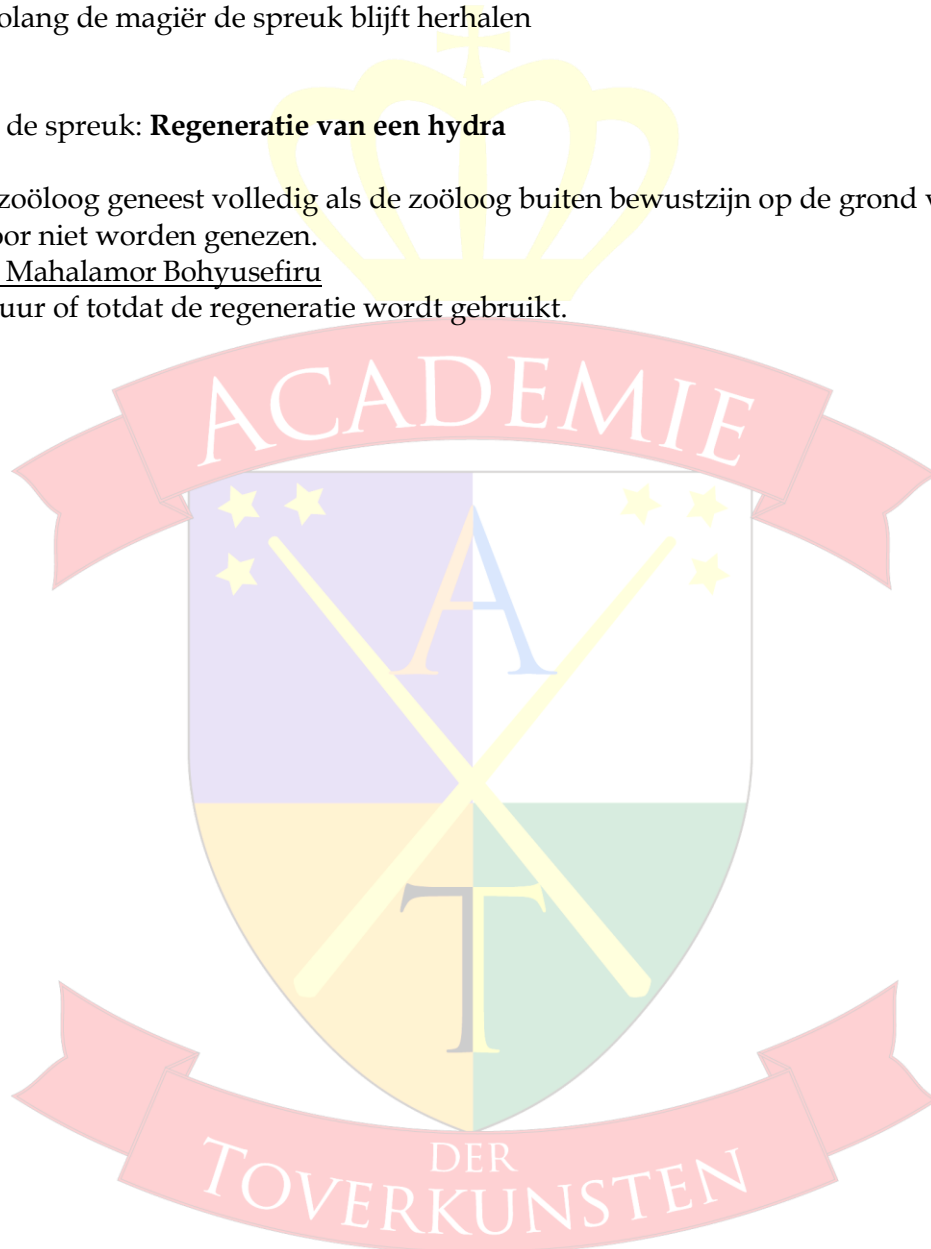 olang de magiër de spreuk blijft herhalen
de spreuk: Regeneratie van een hydra
zoöloog geneest volledig als de zoöloog buiten bewustzijn op de grond v
oor niet worden genezen.
Mahalamor Bohyusefiru
uur of totdat de regeneratie wordt gebruikt.
ACADEMIE
A
T
DER
TOVERKUNSTEN